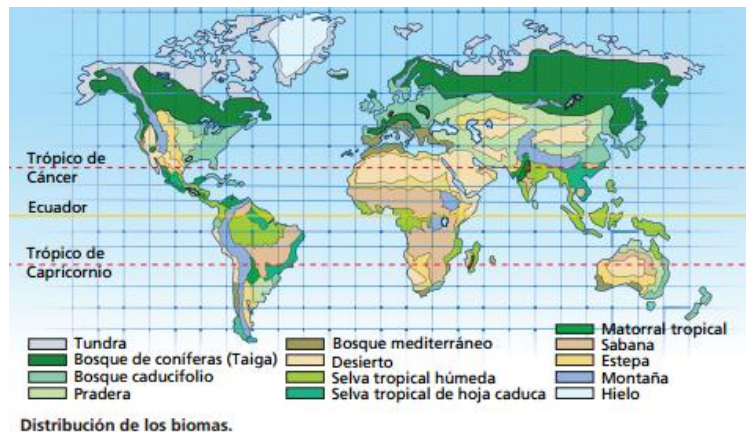 Trópico de
Cáncer
Ecuador
Trópico de
Capricornio
Tundra
Bosque de coníferas (Taiga)
Bosque caducifolio
Pradera
Bosque mediterráneo
Desierto
Selva tropical húmeda
Selva tropical de hoja caduca
Matorral tropical
Sabana
Estepa
Montaña
Hielo
Distribución de los biomas.